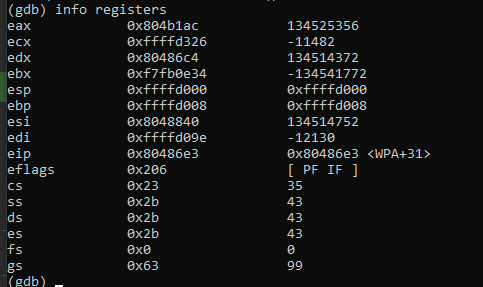 (gdb) info registers
eax 0x804b1ac 134525356
ecx 0xffffd326 -11482
edx 0x80486c4 134514372
ebx 0xf7fb0e34 -134541772
esp 0xffffd000 0xffffd000
ebp 0xffffd008 0xffffd008
esi 0x8048840 134514752
edi 0xffffd09e -12130
eip 0x80486e3 0x80486e3 <WPA+31>
eflags 0x206 [ PF IF ]
cs 0x23 35
ss 0x2b 43
ds 0x2b 43
es 0x2b 43
fs 0x0 0
gs 0x63 99
(gdb)